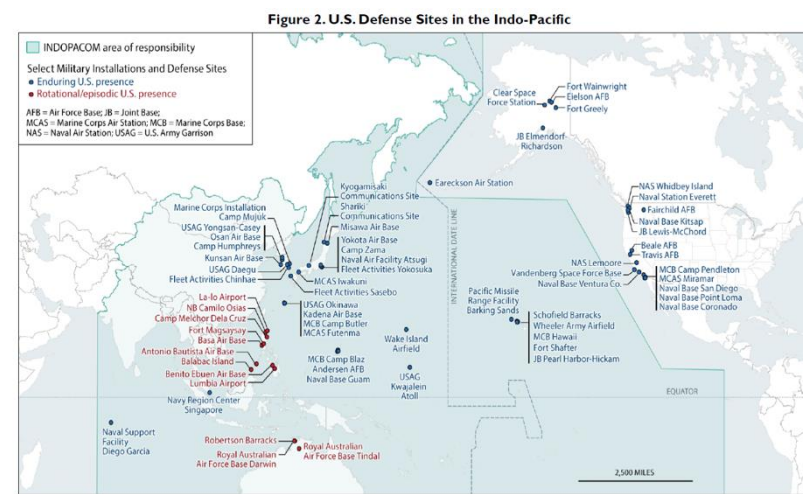 Figure 2. U.S. Defense Sites in the Indo-Pacific
INDOPACOM area of responsibility
Select Military Installations and Defense Sites
Enduring U.S. presence
Rotational/episodic U.S. presence
AFB = Air Force Base; JB = Joint Base;
MCAS = Marine Corps Air Station; MCB = Marine Corps Base;
NAS = Naval Air Station; USAG = U.S. Army Garrison
Clear Space
Force Station
Fort Wainwright
Eielson AFB
Fort Greely
JB Elmendorf-
Richardson
Eareckson Air Station
Kyogamisaki
Communications Site
Shariki
Communications Site
Misawa Air Base
Marine Corps Installation
Camp Mujuk
USAG Yongsan-Casey
Osan Air Base
Camp Humphreys
Kunsan Air Base
USAG Daegu
Fleet Activities Chinhae
Yokota Air Base
Camp Zama
Naval Air Facility Atsugi
Fleet Activities Yokosuka
MCAS Iwakuni
Fleet Activities Sasebo
NAS Whidbey Island
Naval Station Everett
Fairchild AFB
Naval Base Kitsap
JB Lewis-McChord
Beale AFB
Travis AFB
NAS Lemoore
Vandenberg Space Force Base
Naval Base Ventura Co.
MCB Camp Pendleton
MCAS Miramar
Naval Base San Diego
Naval Base Point Loma
Naval Base Coronado
INTERNATIONAL DATE LINE
La-lo Airport
NB Camilo Osias
Camp Melchor Dela Cruz
Fort Magsaysay
Basa Air Base
Antonio Bautista Air Base
Balabac Island
Benito Ebuen Air Base
Lumbia Airport
USAG Okinawa
Kadena Air Base
MCB Camp Butler
MCAS Futenma
Pacific Missile
Range Facility
Barking Sands
Schofield Barracks
Wheeler Army Airfield
MCB Hawaii
Fort Shafter
JB Pearl Harbor-Hickam
Wake Island
Airfield
MCB Camp Blaz
Andersen AFB
Naval Base Guam
USAG
Kwajalein
Atoll
EQUATOR
Navy Region Center
Singapore
Naval Support
Facility
Diego Garcia
Robertson Barracks
Royal Australian
Air Force Base Darwin
Royal Australian
Air Force Base Tindal
2,500 MILES